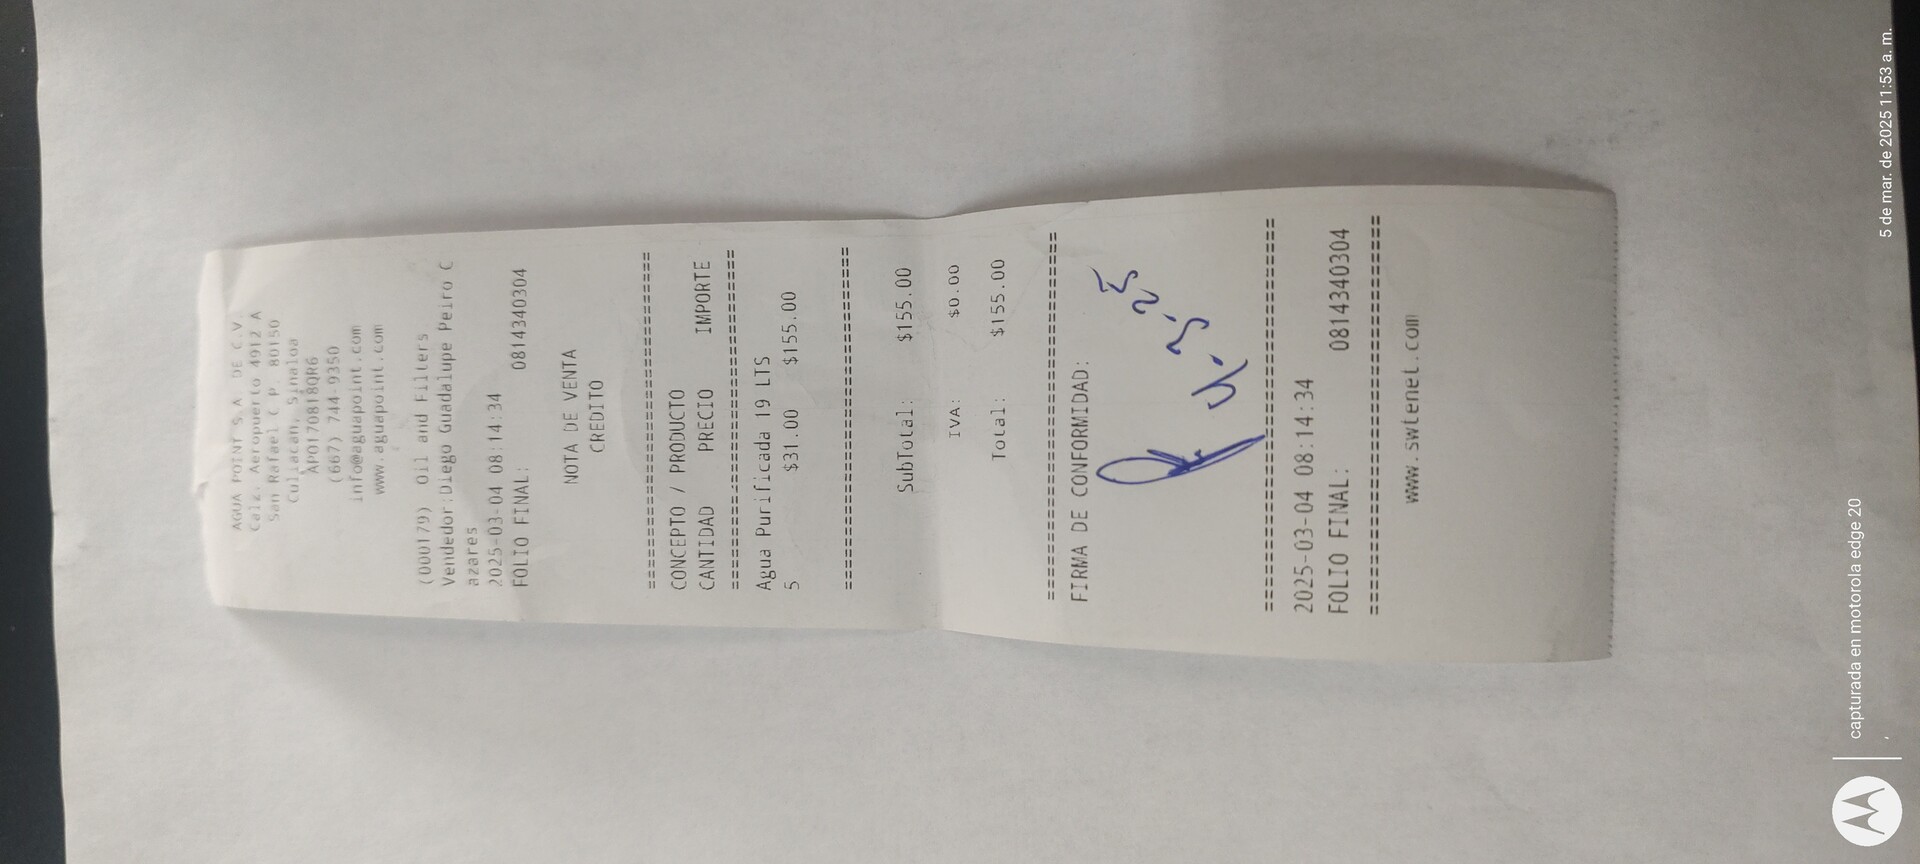 AGUA POINT S.A. DE C.V.
Calz. Aeropuerto 4912 A
San Rafael C.P. 80150
Culiacan, Sinaloa
APO170818QR6
(667) 744 9350
info@aguapoint.com
www.aguapoint.com
(000179) Oil and Filters
Vendedor:Diego Guadalupe Peiro C
azares
2025-03-04 08:14:34
FOLIO FINAL: 0814340304
NOTA DE VENTA
CREDITO
================================
CONCEPTO / PRODUCTO
CANTIDAD PRECIO IMPORTE
================================
Agua Purificada 19 LTS
5 $31.00 $155.00
================================
SubTotal: $155.00
IVA: $0.00
Total: $155.00
================================
FIRMA DE CONFORMIDAD:
================================
2025-03-04 08:14:34
FOLIO FINAL: 0814340304
================================
www.swtenet.com
capturada en motorola edge 20
5 de mar. de 2025 11:53 a. m.